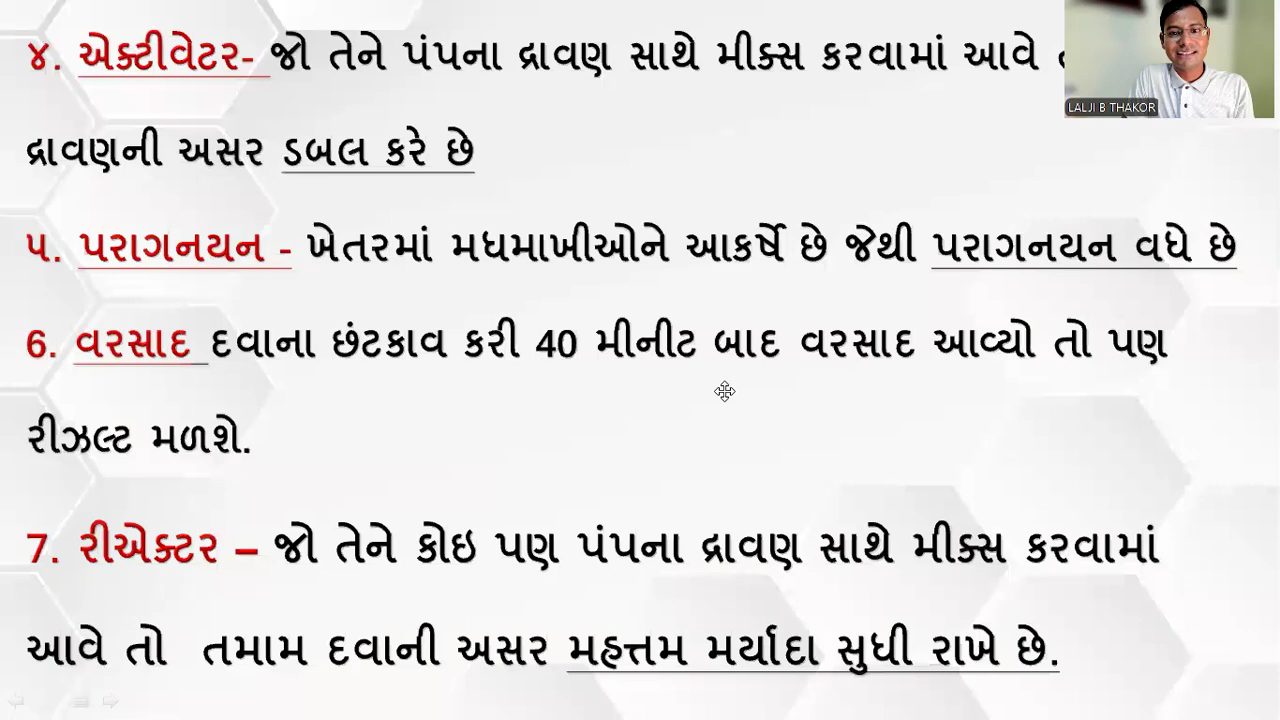 ૪. એક્ટીવેટર- જો તેને પંપના દ્રાવણ સાથે મીક્સ કરવામાં આવે
LALJI B THAKOR
દ્રાવણની અસર ડબલ કરે છે
૫. પરાગનયન - ખેતરમાં મધમાખીઓને આકર્ષે છે જેથી પરાગનયન વધે છે
6. વરસાદ દવાના છંટકાવ કરી 40 મીનીટ બાદ વરસાદ આવ્યો તો પણ
રીઝલ્ટ મળશે.
7. રીએક્ટર – જો તેને કોઇ પણ પંપના દ્રાવણ સાથે મીક્સ કરવામાં
આવે તો તમામ દવાની અસર મહત્તમ મર્યાદા સુધી રાખે છે.